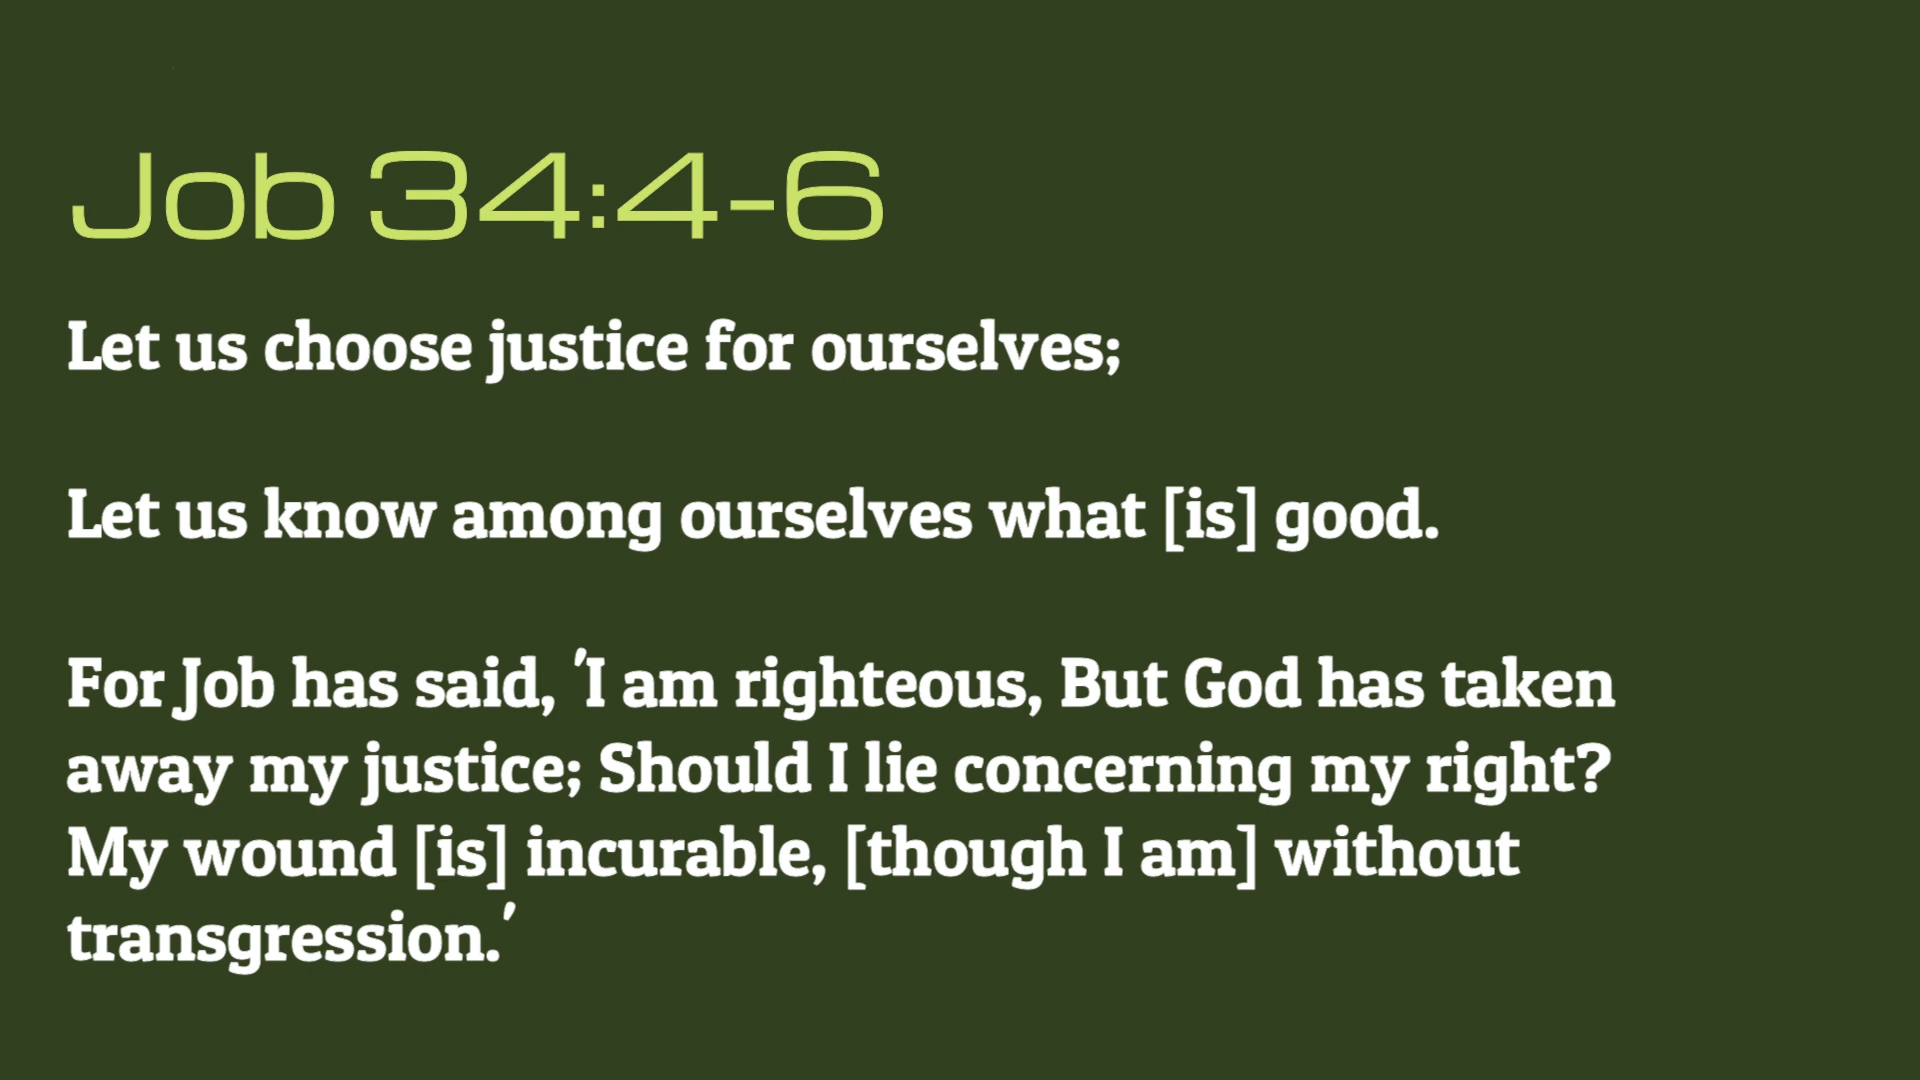 Job 34:4-6
Let us choose justice for ourselves;
Let us know among ourselves what [is] good.
For Job has said, 'I am righteous, But God has taken
away my justice; Should I lie concerning my right?
My wound [is] incurable, [though I am] without
transgression.'